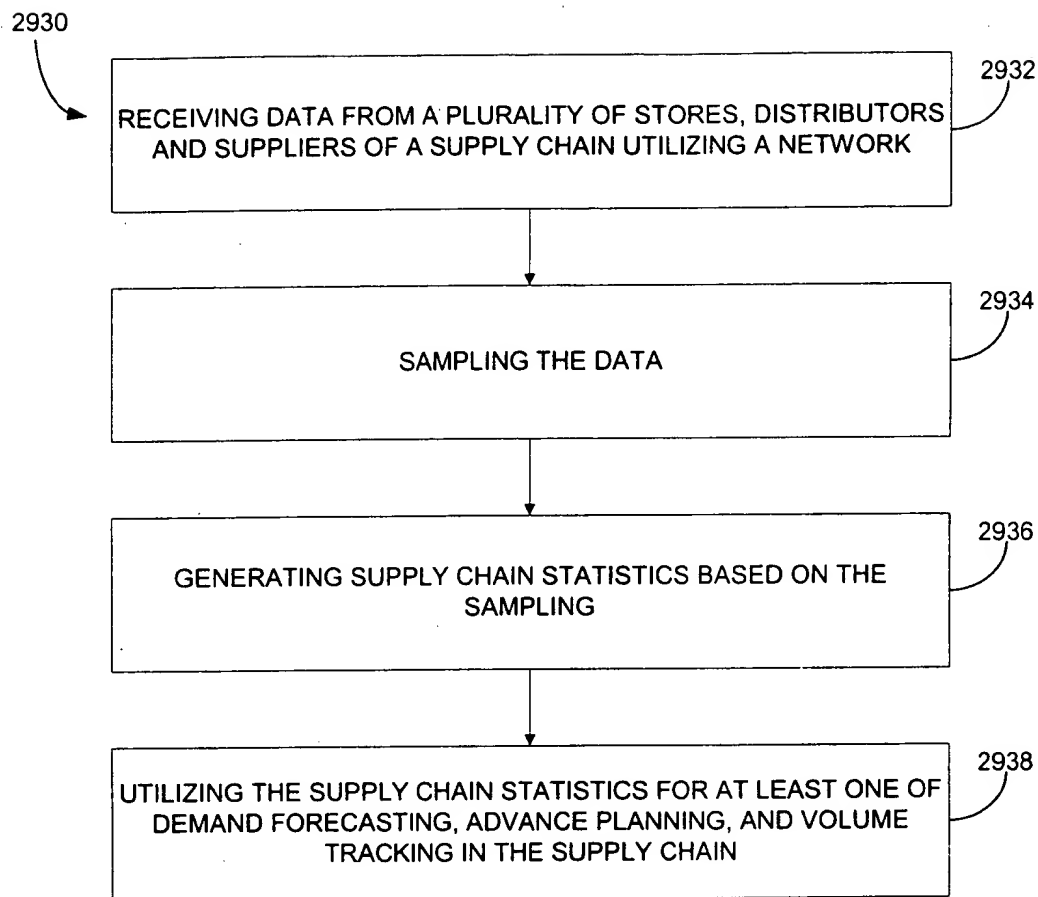 2930
2932
RECEIVING DATA FROM A PLURALITY OF STORES, DISTRIBUTORS
AND SUPPLIERS OF A SUPPLY CHAIN UTILIZING A NETWORK
2934
SAMPLING THE DATA
2936
GENERATING SUPPLY CHAIN STATISTICS BASED ON THE
SAMPLING
2938
UTILIZING THE SUPPLY CHAIN STATISTICS FOR AT LEAST ONE OF
DEMAND FORECASTING, ADVANCE PLANNING, AND VOLUME
TRACKING IN THE SUPPLY CHAIN